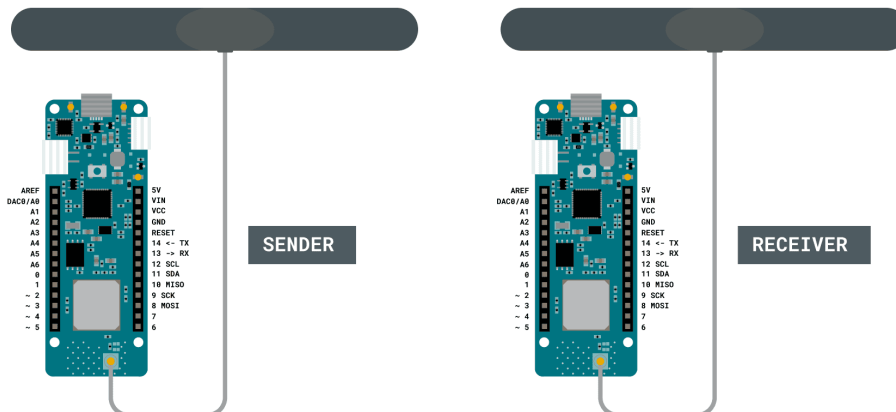 AREF
DAC0/A0
A1
A2
A3
A4
A5
A6
0
1
~ 2
~ 3
~ 4
~ 5
5V
VIN
VCC
GND
RESET
14 <- TX
13 -> RX
12 SCL
11 SDA
10 MISO
9 SCK
8 MOSI
7
6
SENDER
AREF
DAC0/A0
A1
A2
A3
A4
A5
A6
0
1
~ 2
~ 3
~ 4
~ 5
5V
VIN
VCC
GND
RESET
14 <- TX
13 -> RX
12 SCL
11 SDA
10 MISO
9 SCK
8 MOSI
7
6
RECEIVER